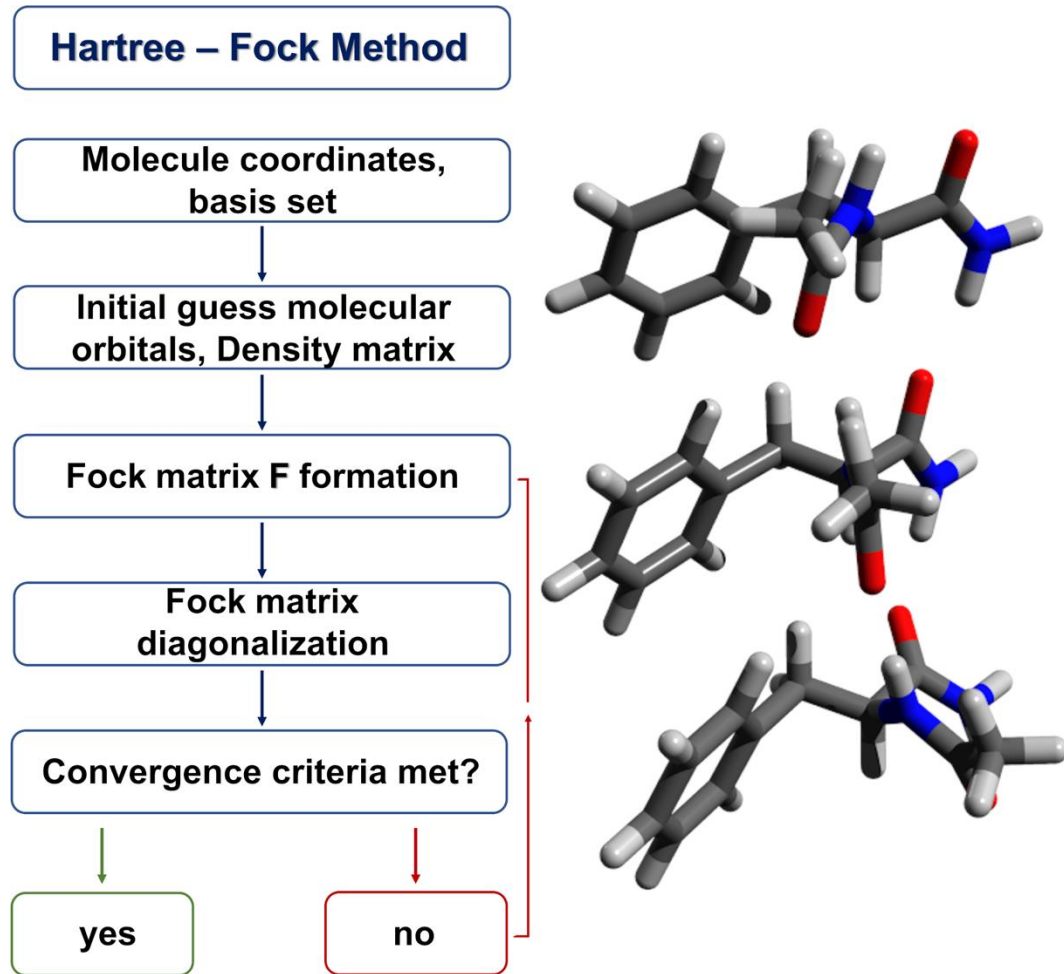 Hartree – Fock Method
Molecule coordinates,
basis set
Initial guess molecular
orbitals, Density matrix
Fock matrix F formation
Fock matrix
diagonalization
Convergence criteria met?
yes
no